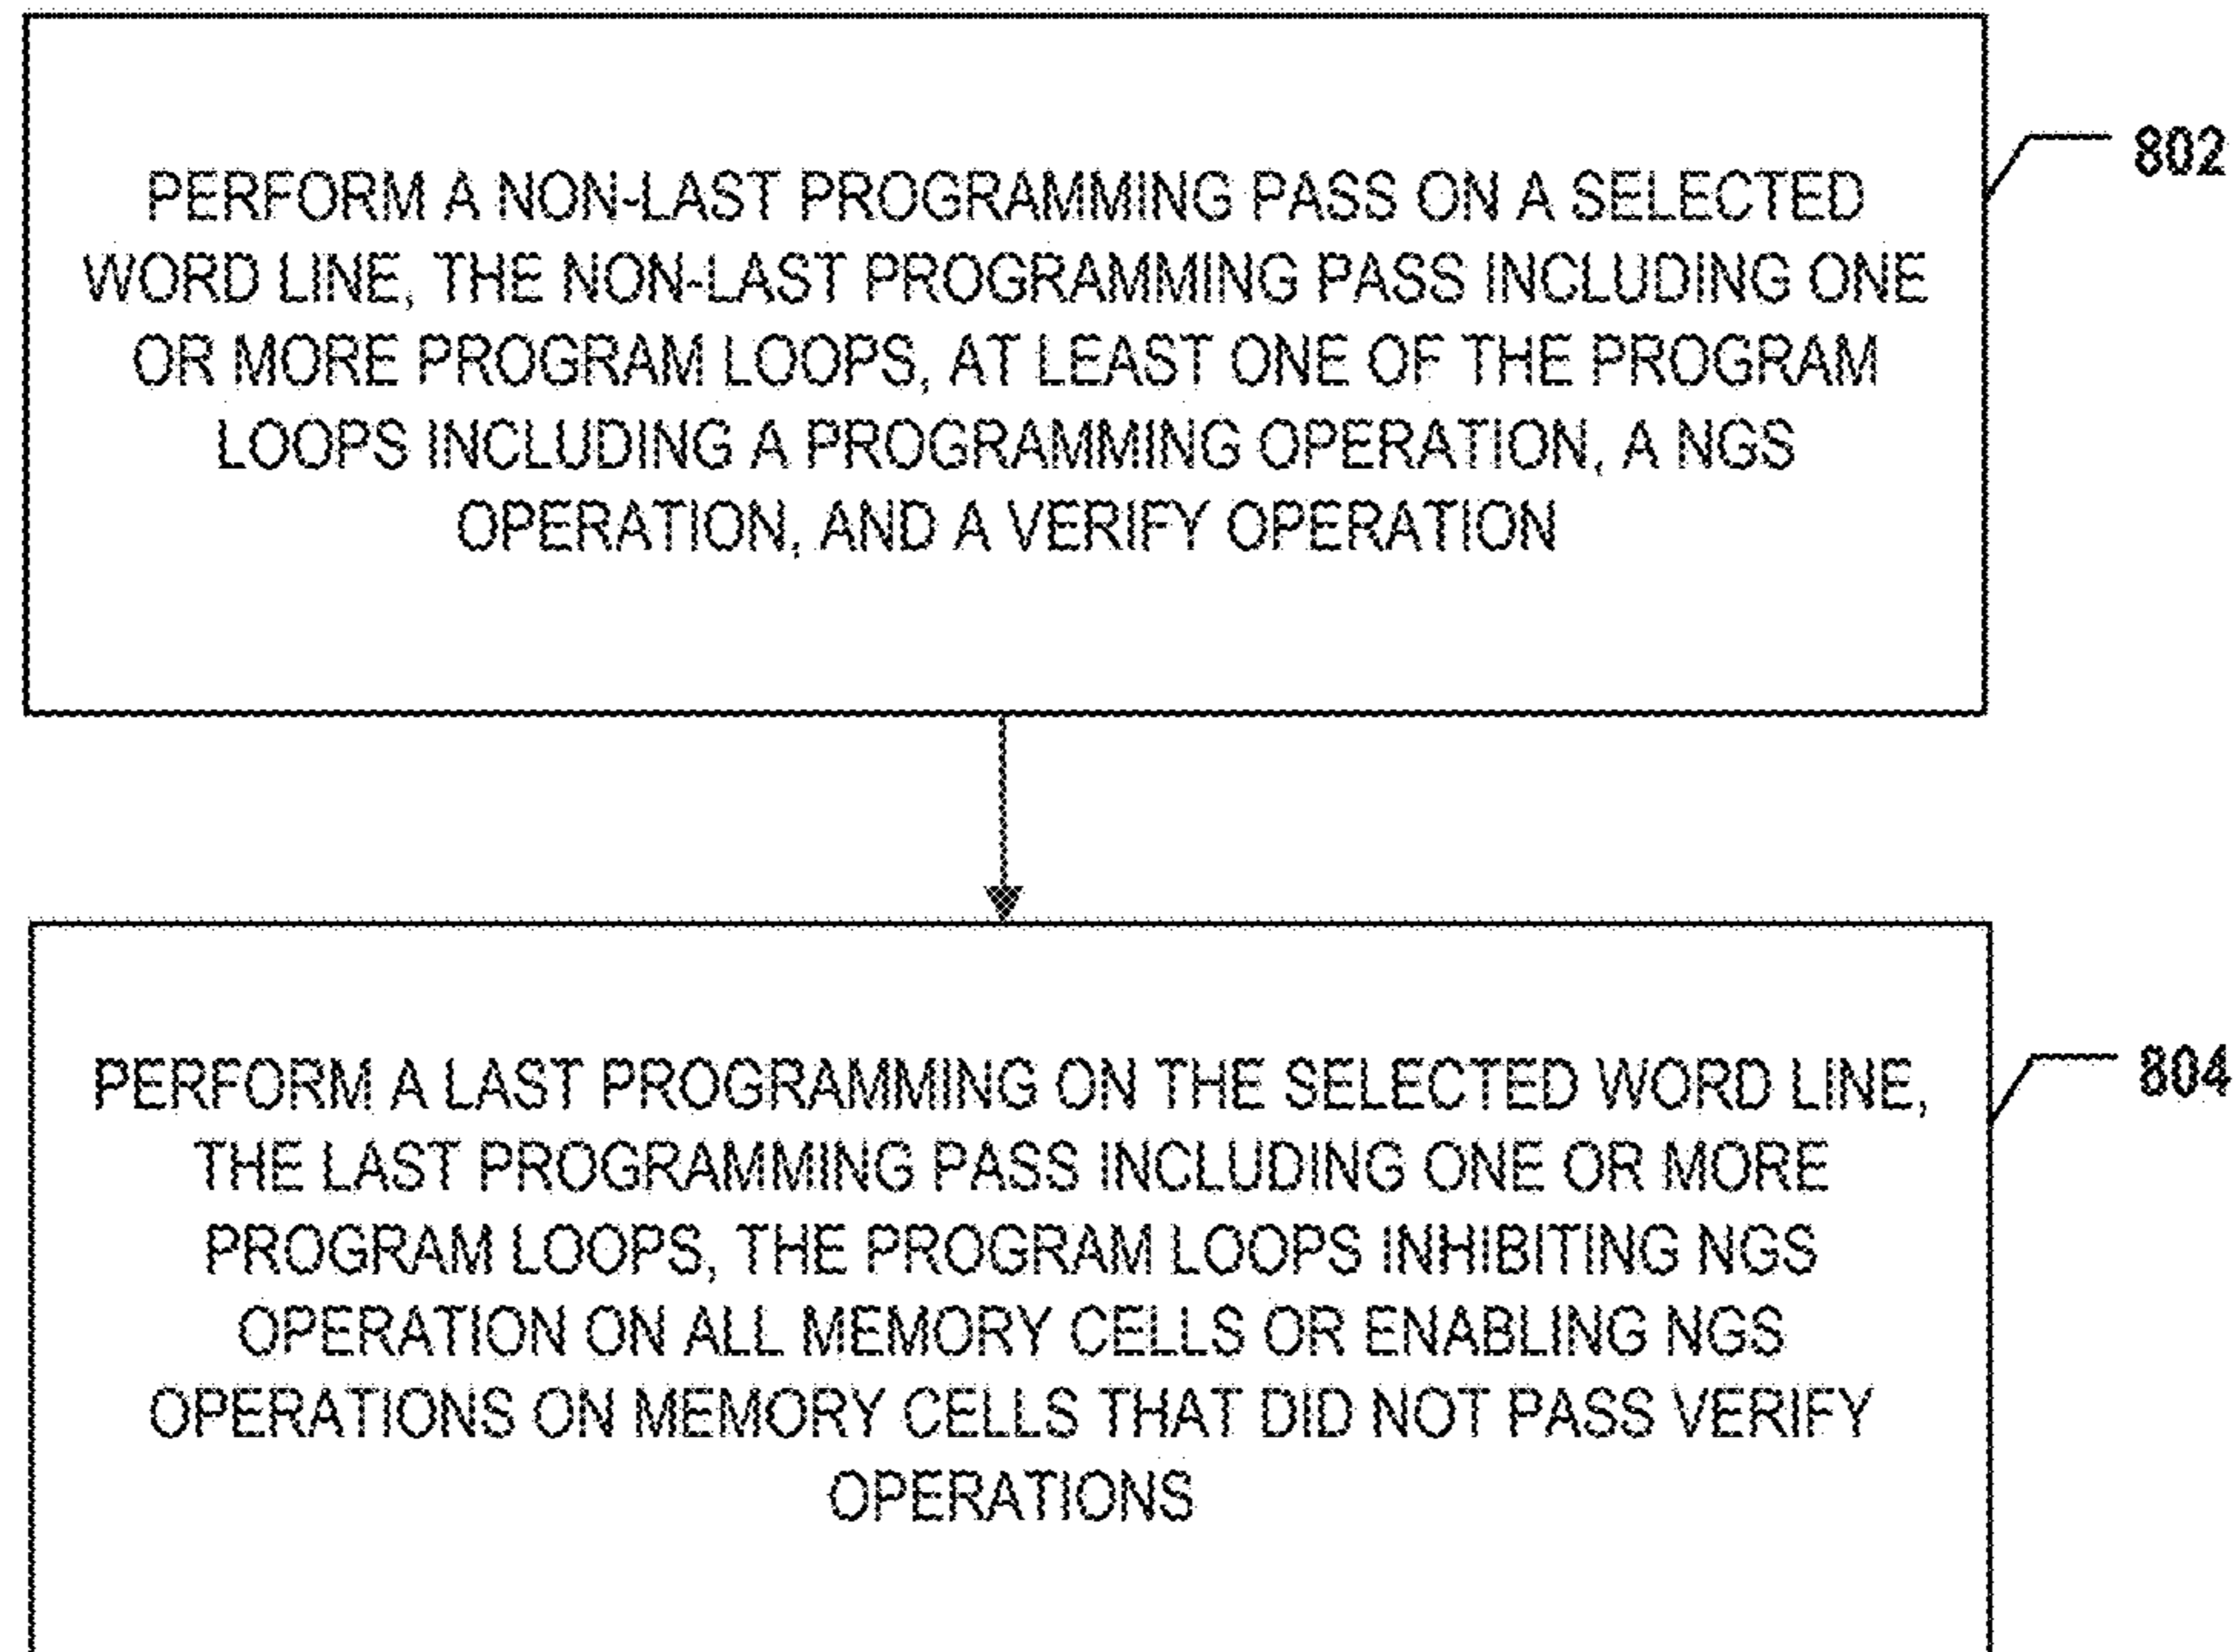 PERFORM A NON-LAST PROGRAMMING PASS ON A SELECTED
WORD LINE, THE NON-LAST PROGRAMMING PASS INCLUDING ONE
OR MORE PROGRAM LOOPS, AT LEAST ONE OF THE PROGRAM
LOOPS INCLUDING A PROGRAMMING OPERATION, A NGS
OPERATION, AND A VERIFY OPERATION
802
PERFORM A LAST PROGRAMMING ON THE SELECTED WORD LINE,
THE LAST PROGRAMMING PASS INCLUDING ONE OR MORE
PROGRAM LOOPS, THE PROGRAM LOOPS INHIBITING NGS
OPERATION ON ALL MEMORY CELLS OR ENABLING NGS
OPERATIONS ON MEMORY CELLS THAT DID NOT PASS VERIFY
OPERATIONS
804